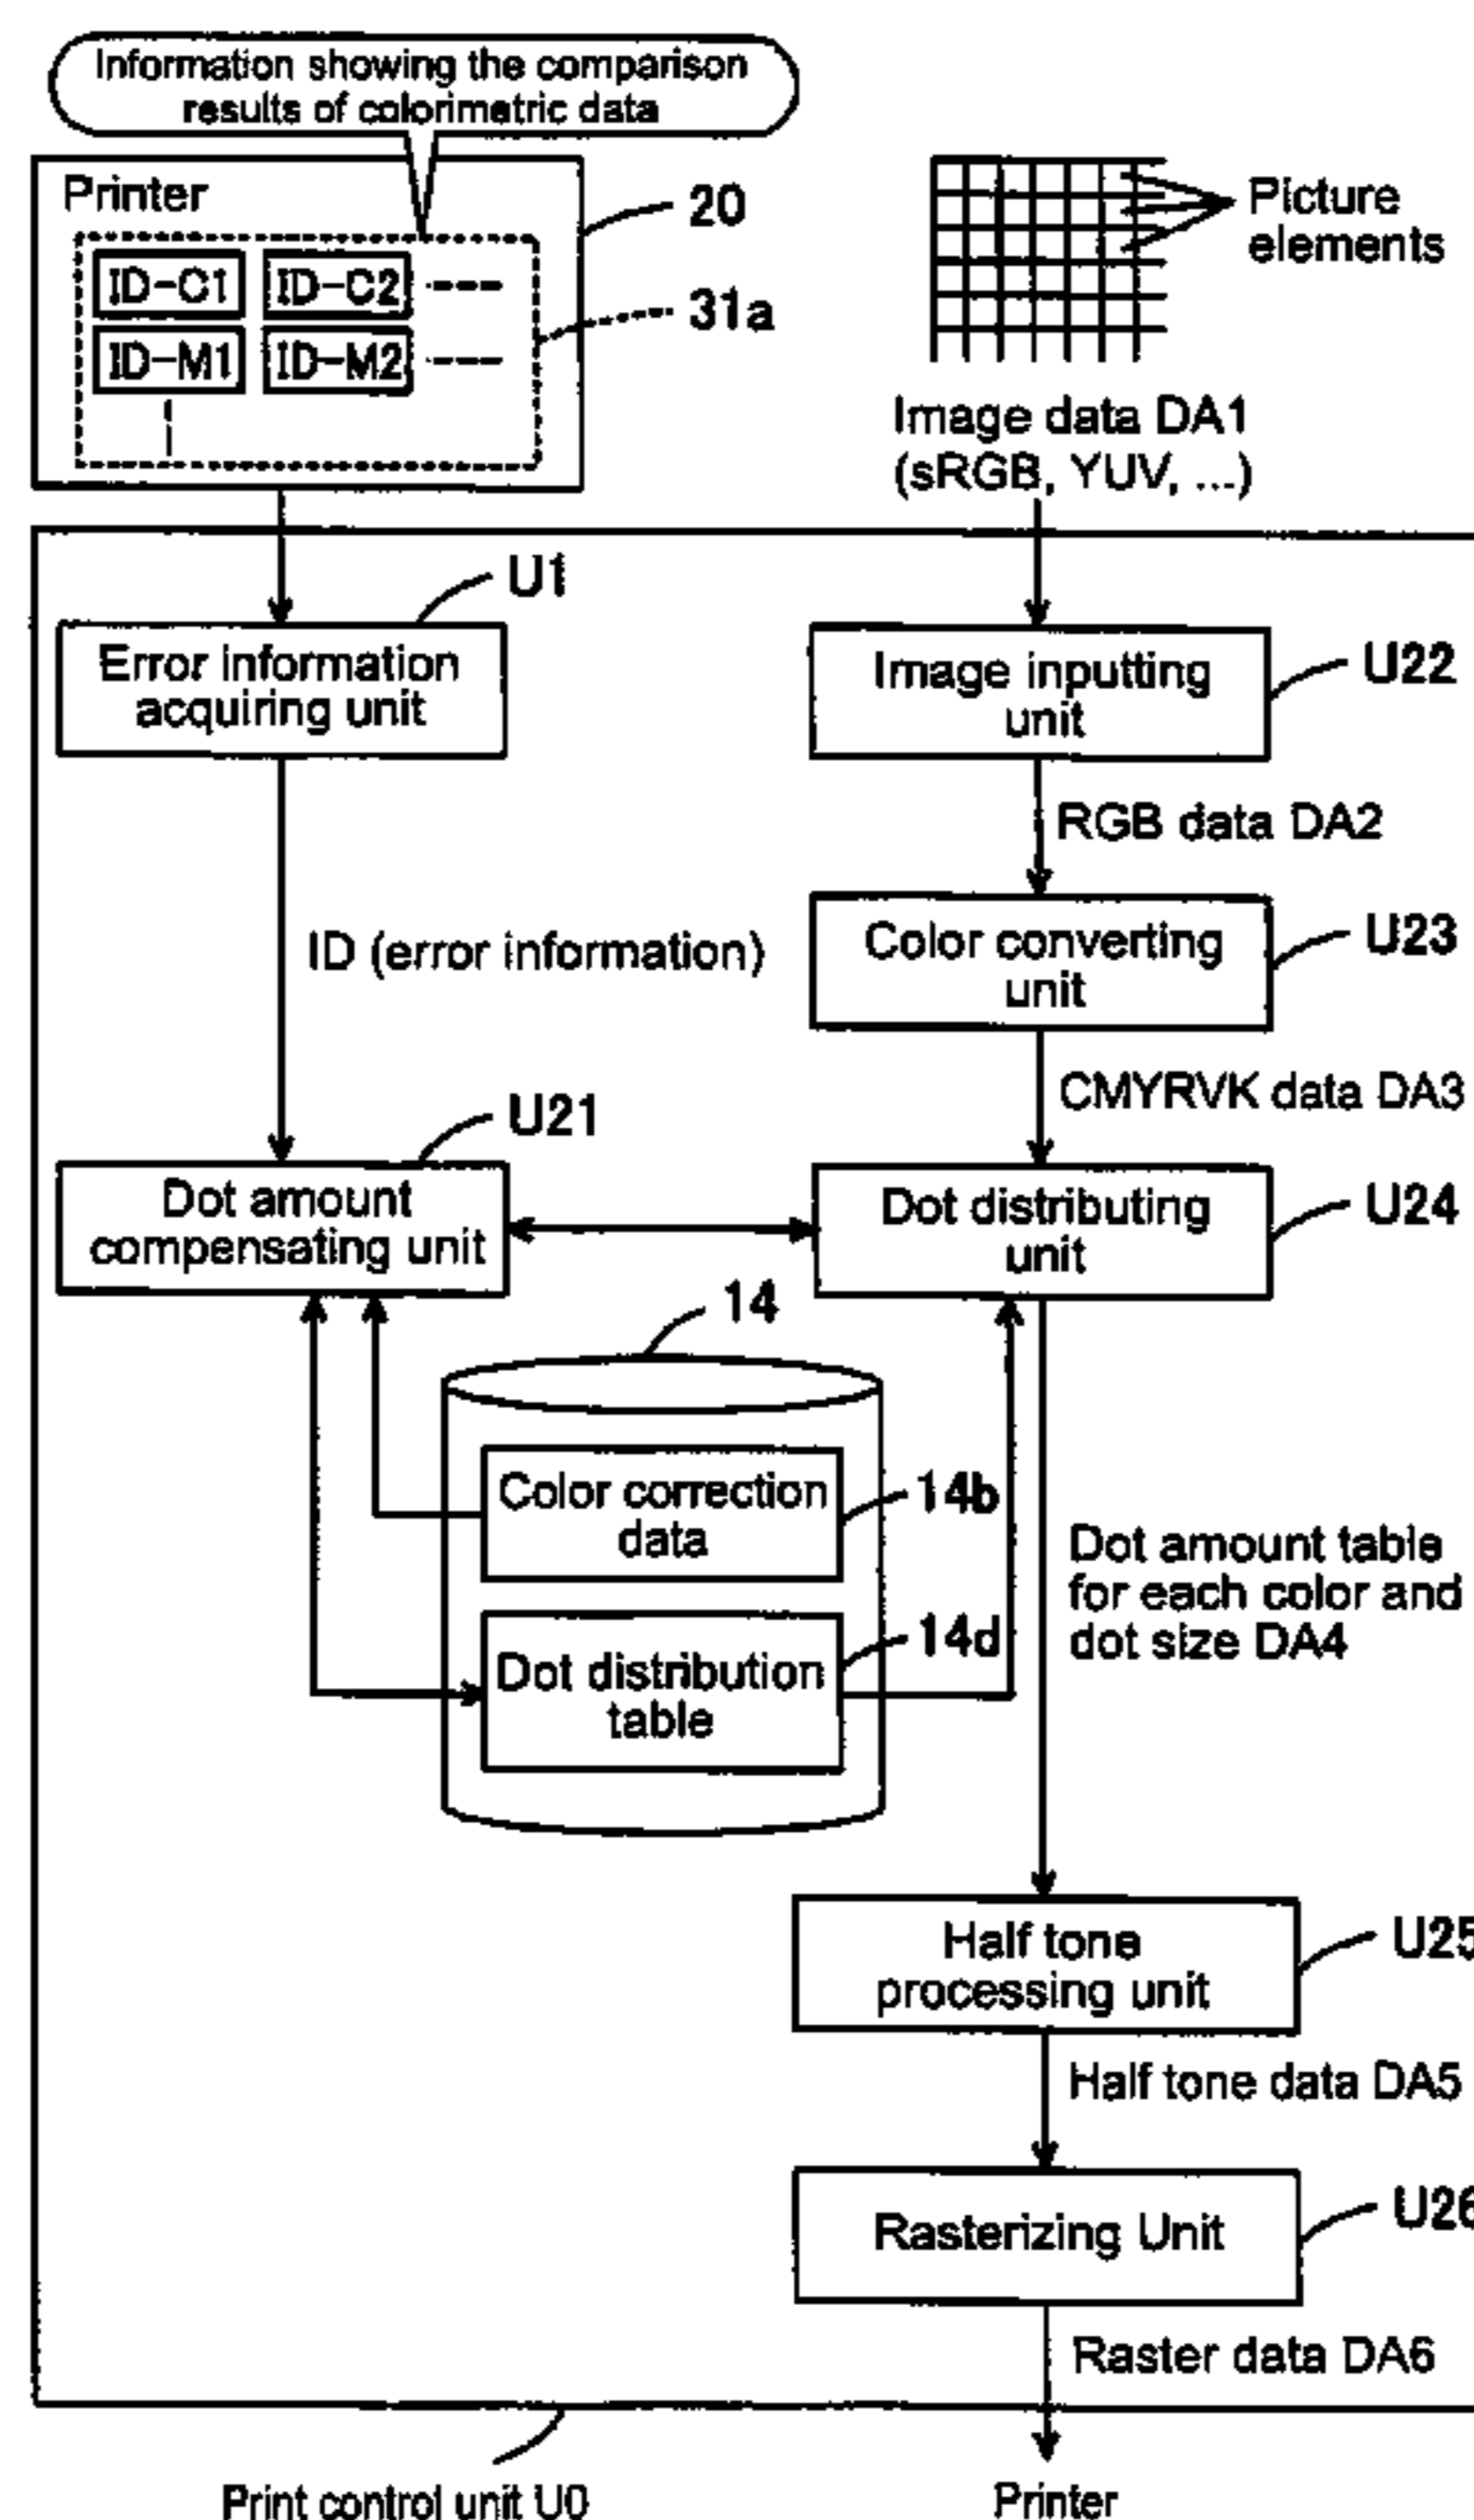 Information showing the comparison
results of colorimetric data
Printer
20
ID-C1
ID-C2
31a
ID-M1
ID-M2
Picture
elements
Image data DA1
(sRGB, YUV, ...)
U1
Error information
acquiring unit
Image inputting
unit
U22
RGB data DA2
ID (error information)
Color converting
unit
U23
CMYRVK data DA3
U21
Dot amount
compensating unit
Dot distributing
unit
U24
14
Color correction
data
14b
Dot amount table
for each color and
dot size DA4
Dot distribution
table
14d
Half tone
processing unit
U25
Half tone data DA5
Rasterizing Unit
U26
Raster data DA6
Print control unit U0
Printer